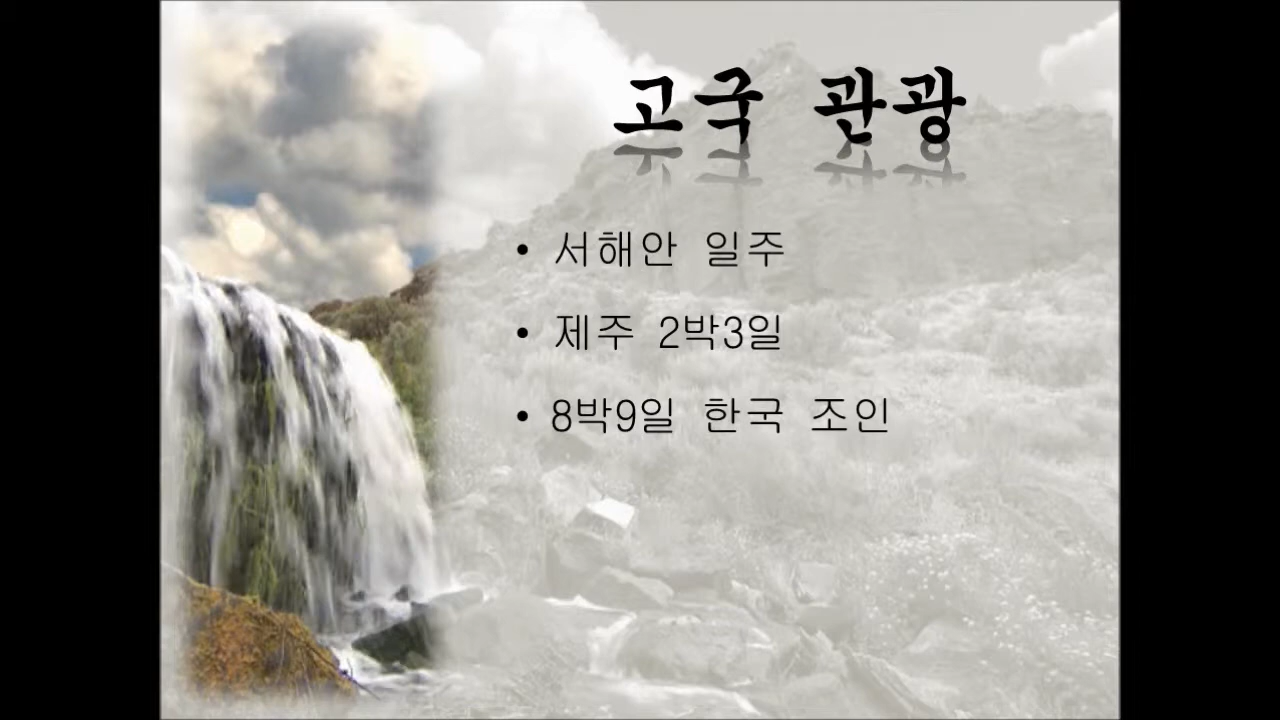 고국 관광
• 서해안 일주
• 제주 2박3일
• 8박9일 한국 조인